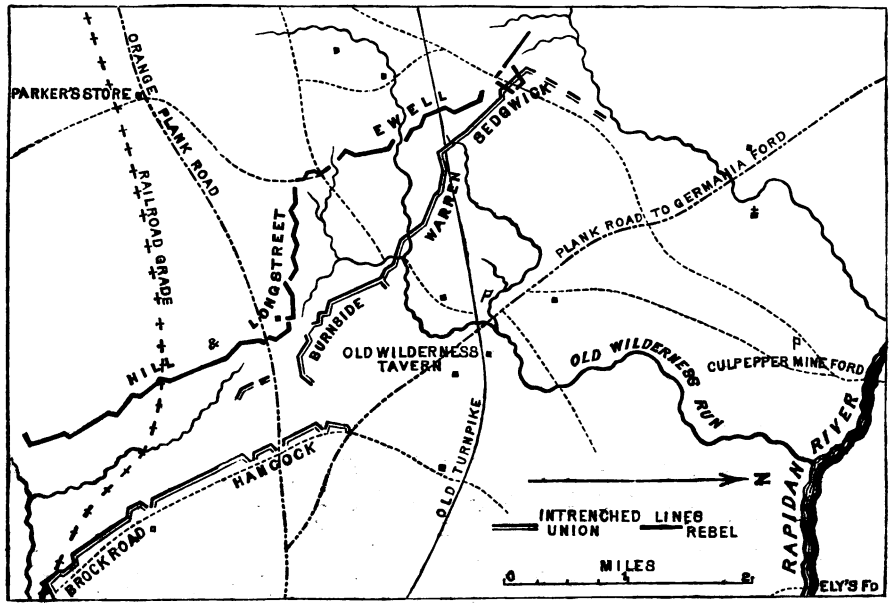 PARKER'S STORE
ORANGE PLANK ROAD
RAILROAD GRADE
EWELL
SEDGWICK
WARREN
PLANK ROAD TO GERMANIA FORD
LONGSTREET
&
HILL
BURNSIDE
OLD WILDERNESS
TAVERN
OLD WILDERNESS RUN
CULPEPPER MINE FORD
HANCOCK
BROCK ROAD
OLD TURNPIKE
RAPIDAN RIVER
N
INTRENCHED LINES
UNION REBEL
MILES
0 1 2
ELY'S FD